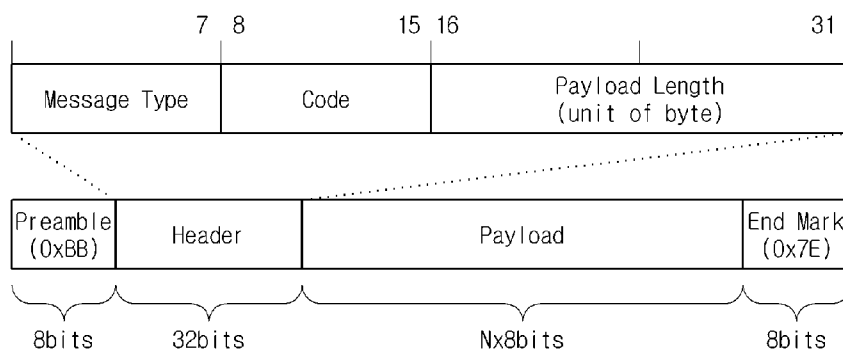 7 8 15 16 31
Message Type Code Payload Length
(unit of byte)
Preamble
(0xBB)
Header
Payload
End Mark
(0x7E)
8bits 32bits Nx8bits 8bits